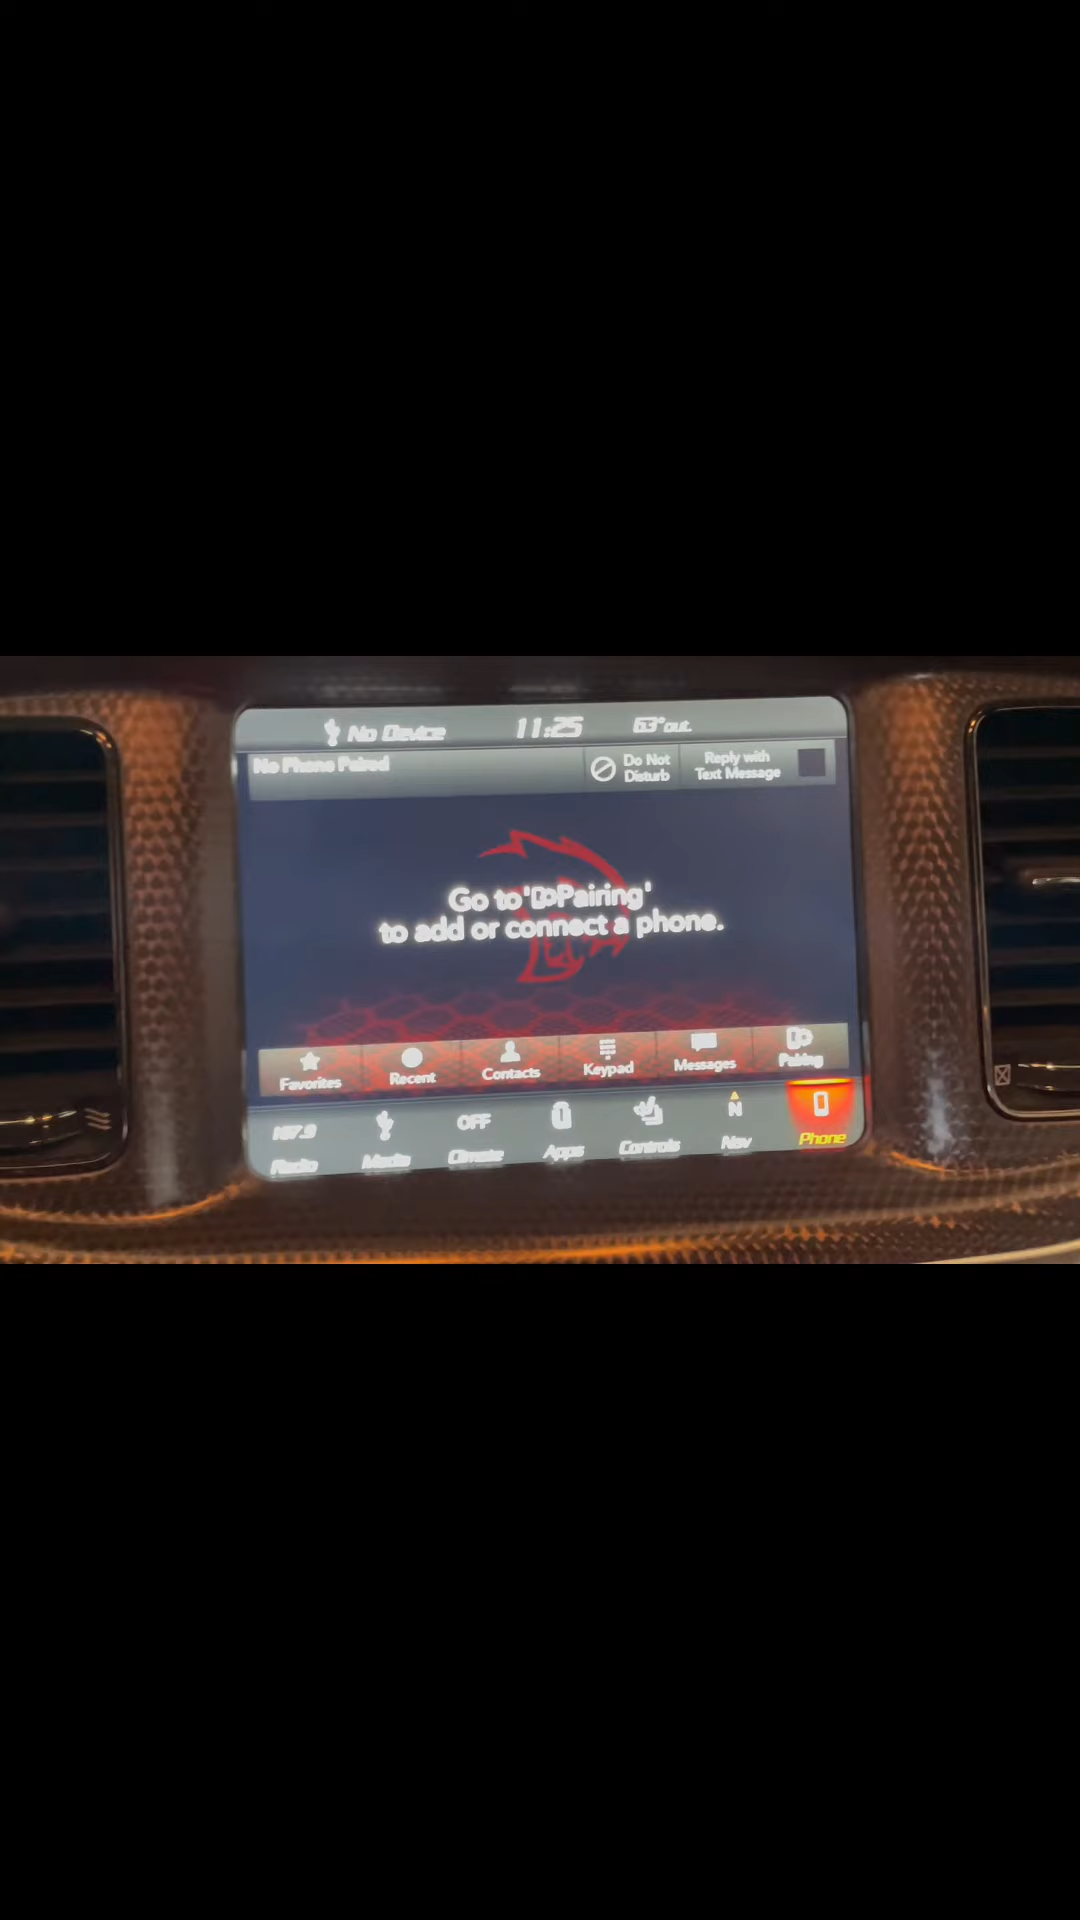 No Device 11:25 63°out.
No Phone Paired
Do Not
Disturb
Reply with
Text Message
Go to 'Pairing'
to add or connect a phone.
Favorites Recent Contacts Keypad Messages Pairing
107.9 OFF N
Radio Media Climate Apps Controls Nav Phone